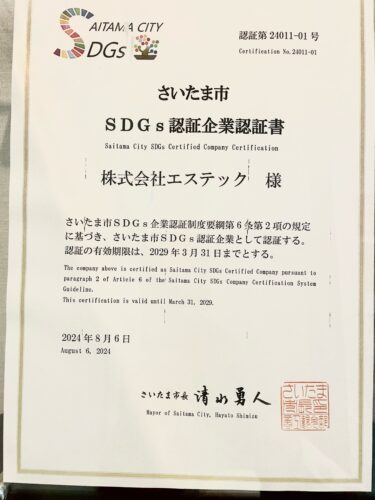 SAITAMA CITY
SDGs
認証第24011-01号
Certification No.24011-01
さいたま市
SDGs認証企業認証書
Saitama City SDGs Certified Company Certification
株式会社エステック 様
さいたま市SDGs企業認証制度要綱第6条第2項の規定
に基づき、さいたま市SDGs認証企業として認証する。
認証の有効期限は、2029年3月31日までとする。
The company above is certified as Saitama City SDGs Certified Company pursuant to
paragraph 2 of Article 6 of the Saitama City SDGs Company Certification System
Guideline.
This certification is valid until March 31, 2029.
2024年8月6日
August 6, 2024
さいたま市長 清水勇人
Mayor of Saitama City, Hayato Shimizu